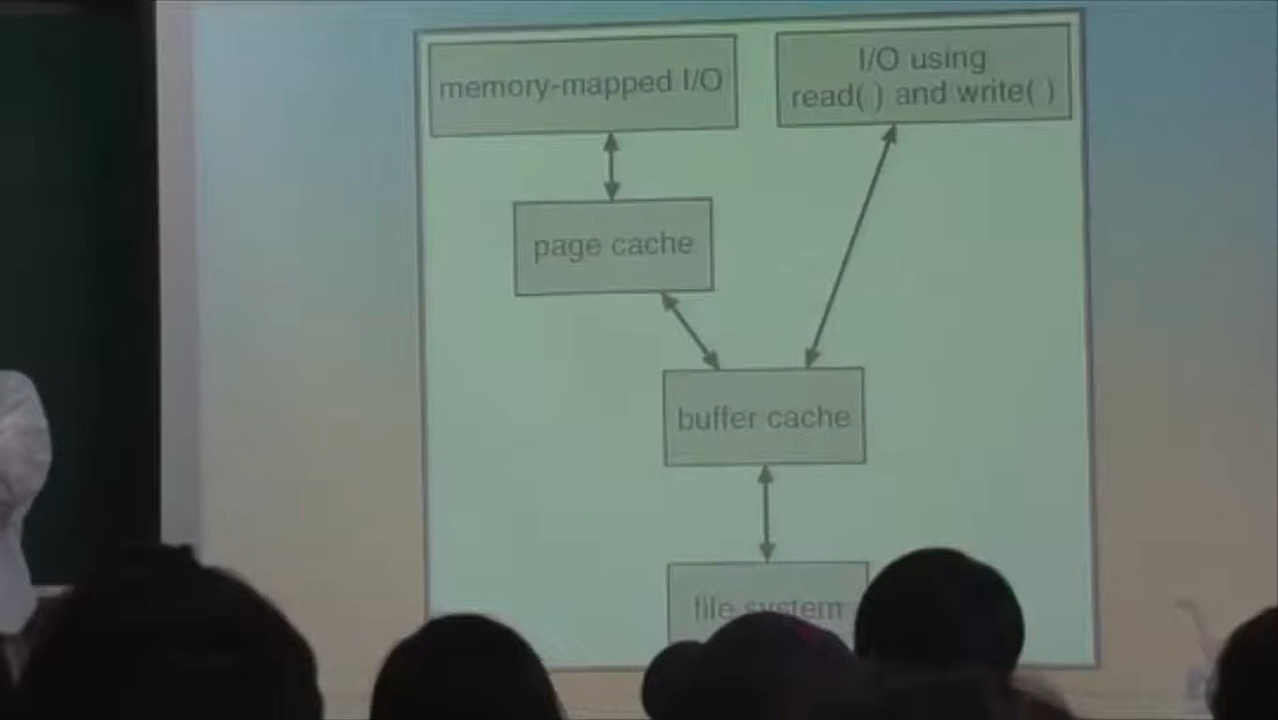 memory-mapped I/O
I/O using
read( ) and write( )
page cache
buffer cache
file system